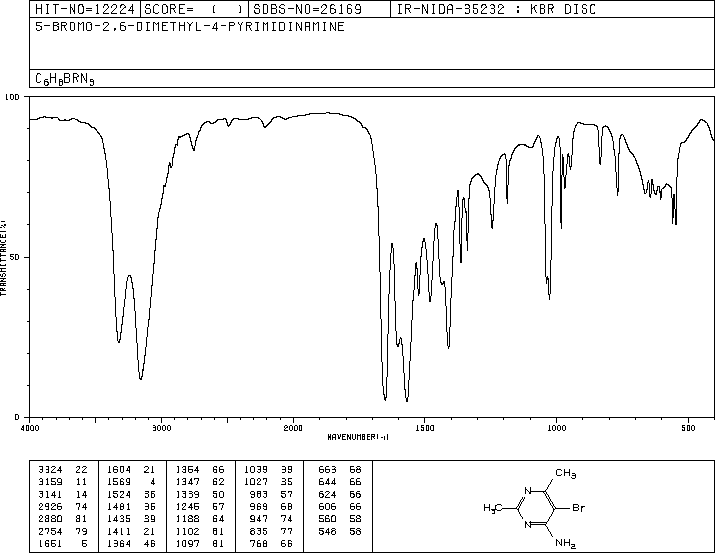 HIT-NO=12224 SCORE= ( ) SDBS-NO=26169 IR-NIDA-35232 : KBR DISC
5-BROMO-2,6-DIMETHYL-4-PYRIMIDINAMINE
C6H8BRN3
100
50
0
TRANSMITTANCE(%)
4000 3000 2000 1500 1000 500
WAVENUMBER(-1)
3324 22 1604 21 1364 66 1039 39 663 68
3159 11 1569 4 1347 62 1027 35 644 66
3141 14 1524 36 1339 50 983 57 624 66
2926 74 1481 36 1246 67 969 68 606 66
2880 81 1435 39 1188 64 947 74 560 58
2754 79 1411 21 1102 81 835 77 548 58
1651 5 1364 46 1097 81 768 66
CH3
N
Br
CH3
N
NH2